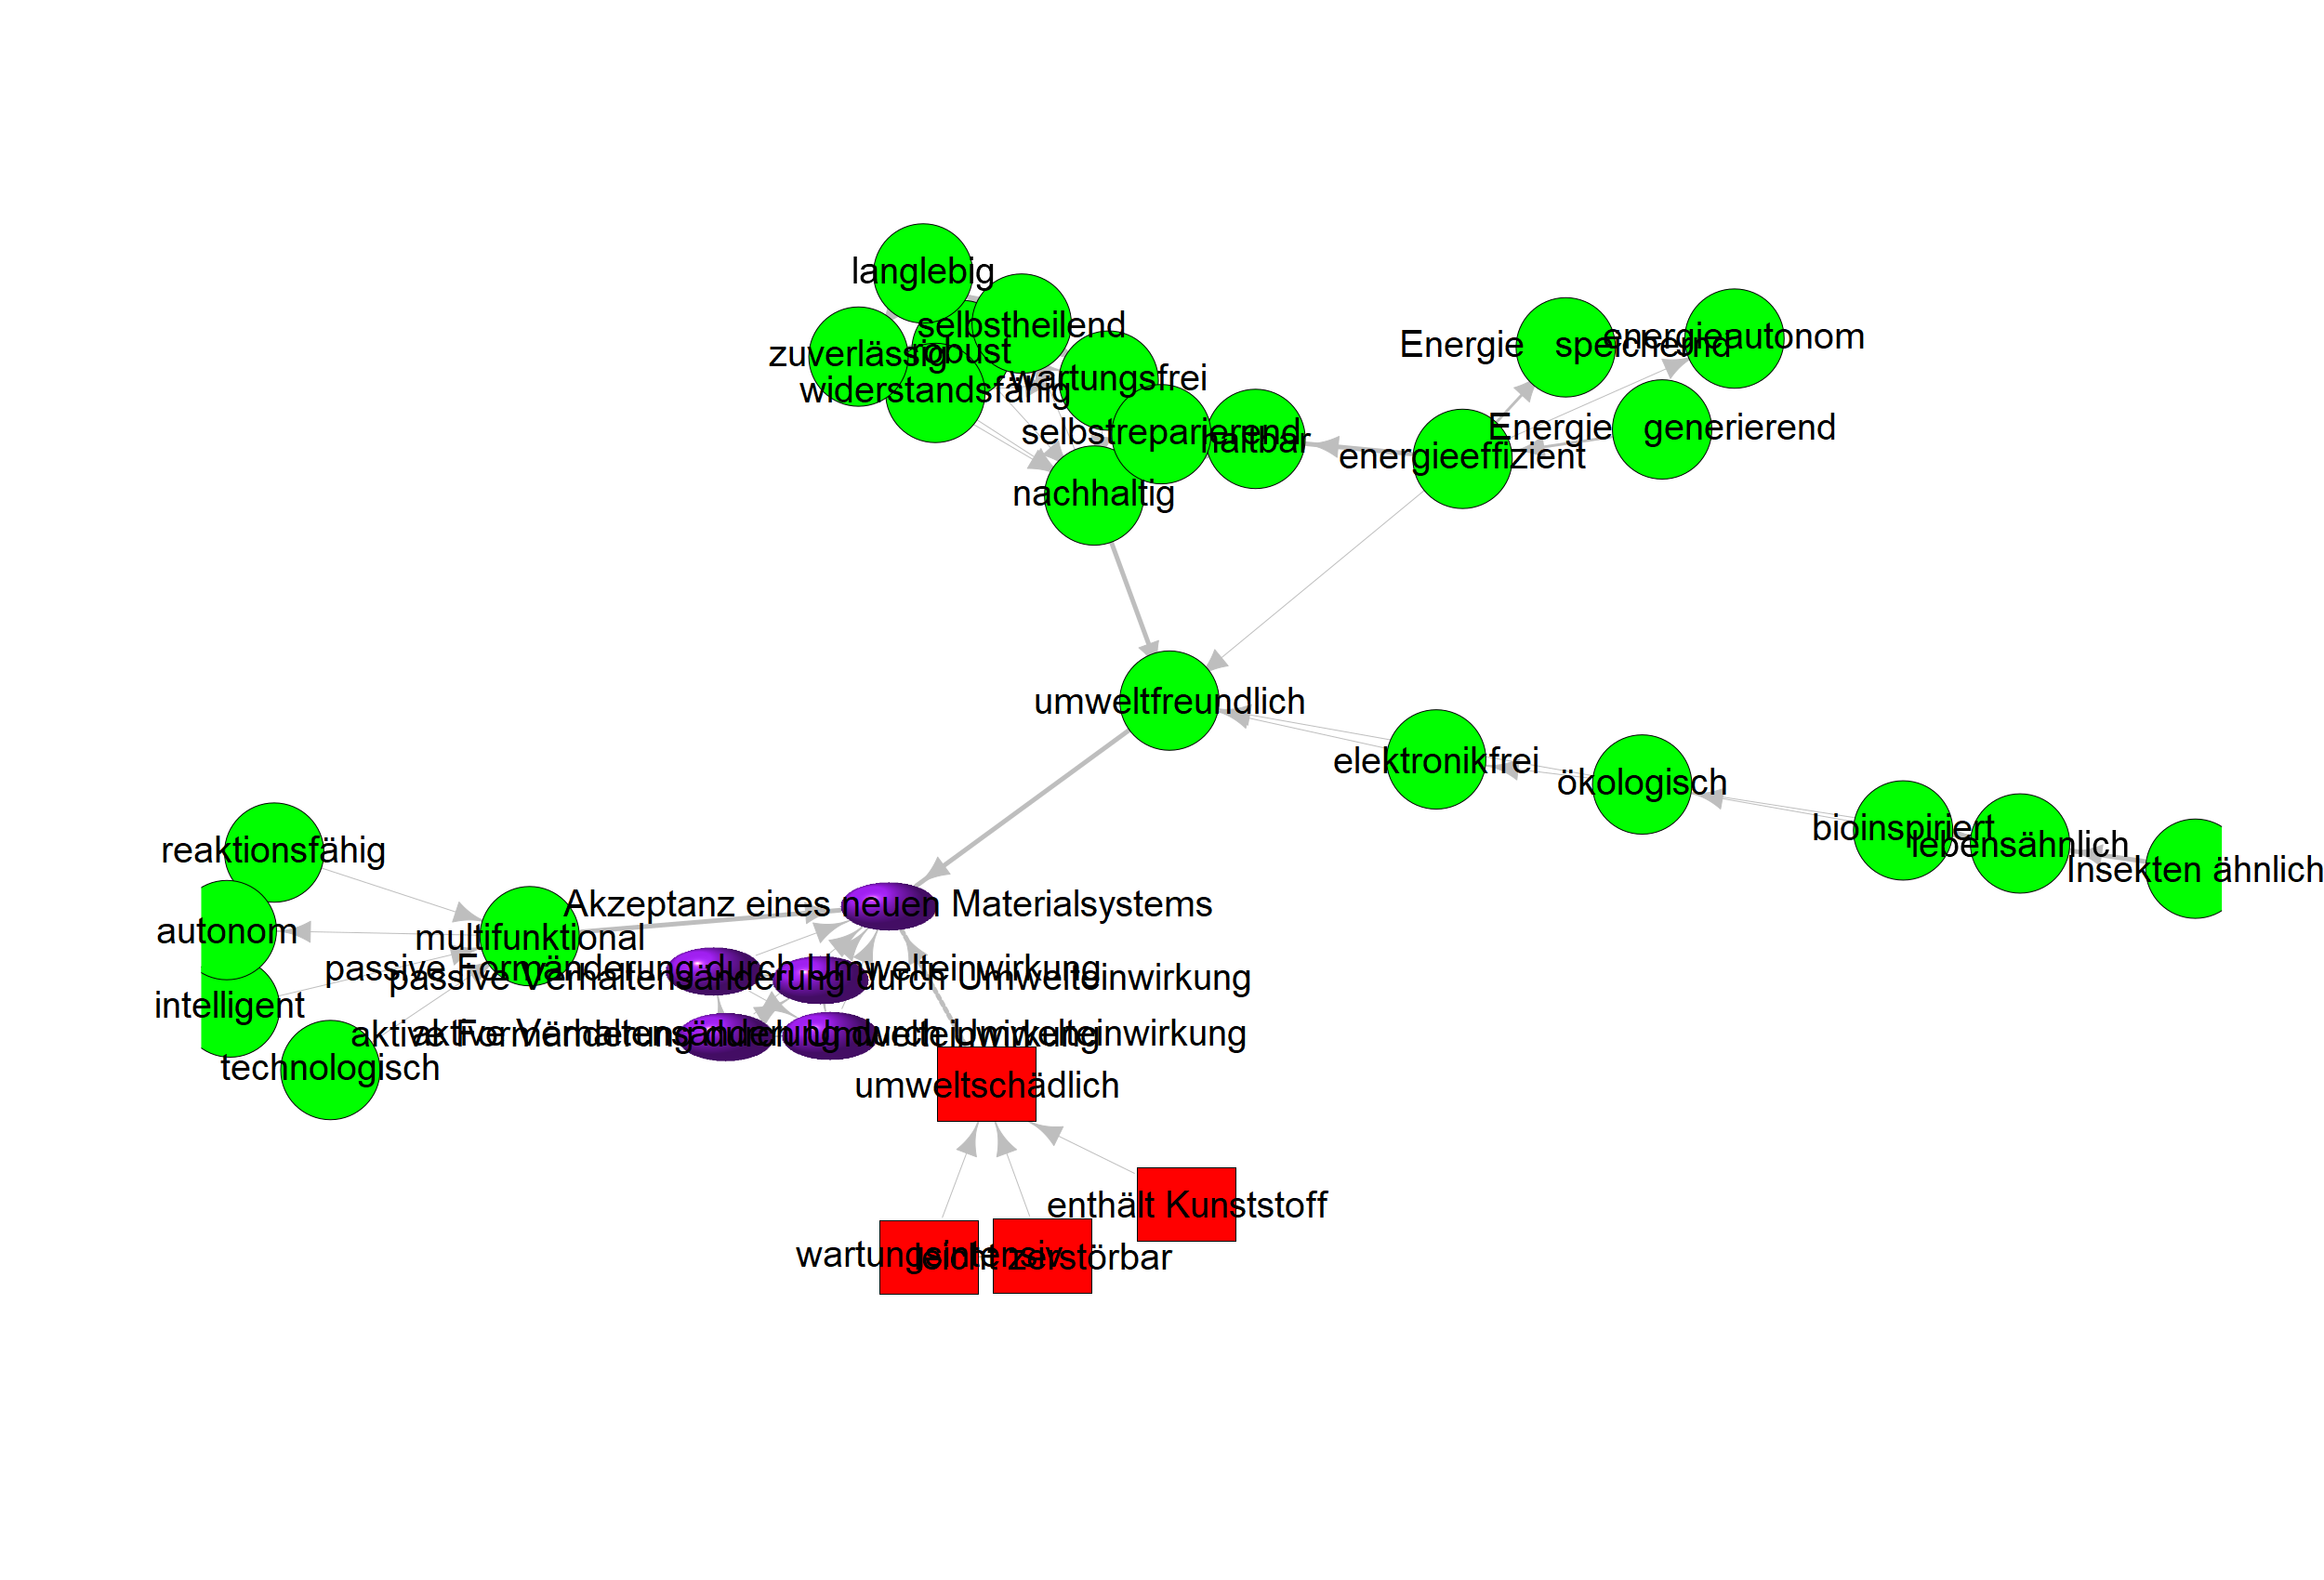 langlebig
selbstheilend
zuverlässig
robust
widerstandsfähig
wartungsfrei
selbstreparierend
haltbar
nachhaltig
Energie speichernd
energieautonom
Energie generierend
energieeffizient
umweltfreundlich
elektronikfrei
ökologisch
bioinspiriert
lebensähnlich
Insekten ähnlich
reaktionsfähig
autonom
multifunktional
intelligent
technologisch
Akzeptanz eines neuen Materialsystems
passive Formänderung durch Umwelteinwirkung
passive Verhaltensänderung durch Umwelteinwirkung
aktive Formänderung durch Umwelteinwirkung
aktive Verhaltensänderung durch Umwelteinwirkung
umweltschädlich
enthält Kunststoff
wartungsintensiv
leicht zerstörbar